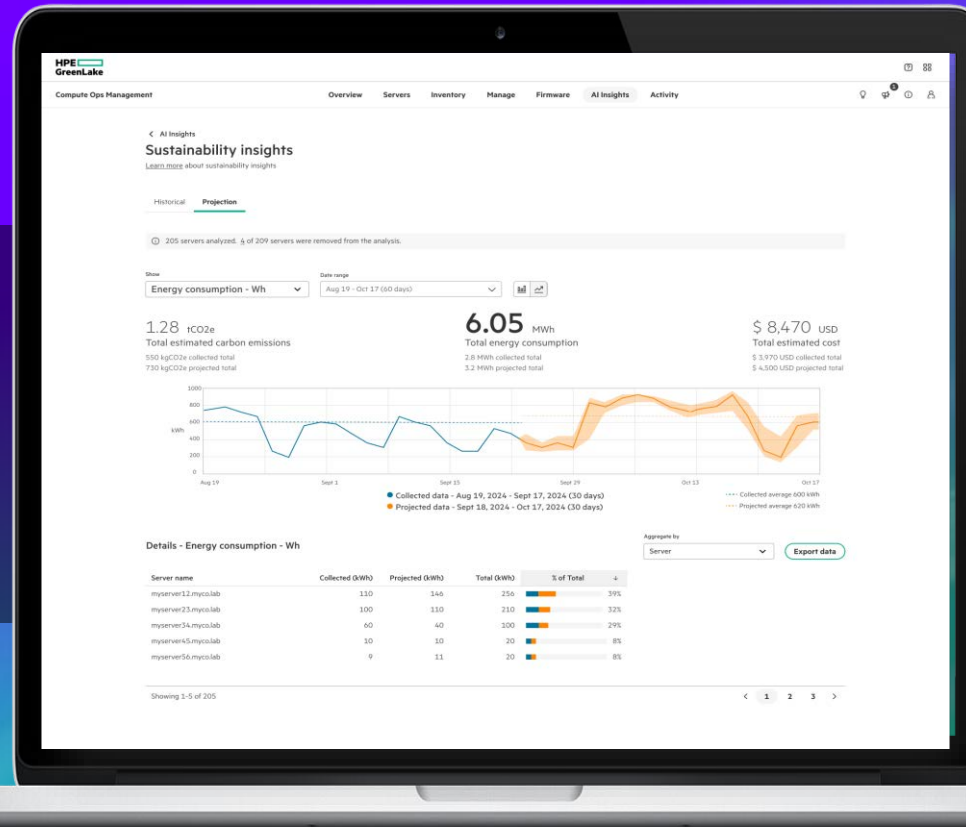 HPE
GreenLake
Compute Ops Management Overview Servers Inventory Manage Firmware AI Insights Activity
1
AI Insights
Sustainability insights
Learn more about sustainability insights
Historical Projection
205 servers analyzed. 4 of 209 servers were removed from the analysis.
Show Date range
Energy consumption - Wh Aug 19 - Oct 17 (60 days)
1.28 tCO2e 6.05 MWh $ 8,470 USD
Total estimated carbon emissions Total energy consumption Total estimated cost
550 kgCO2e collected total 2.8 MWh collected total $ 3,970 USD collected total
730 kgCO2e projected total 3.2 MWh projected total $ 4,500 USD projected total
1000
800
600
kWh
400
200
0
Aug 19 Sept 1 Sept 15 Sept 29 Oct 13 Oct 17
Collected data - Aug 19, 2024 - Sept 17, 2024 (30 days) Collected average 600 kWh
Projected data - Sept 18, 2024 - Oct 17, 2024 (30 days) Projected average 620 kWh
Details - Energy consumption - Wh
Aggregate by
Server Export data
Server name Collected (kWh) Projected (kWh) Total (kWh) % of Total
myserver12.myco.lab 110 146 256 39%
myserver23.myco.lab 100 110 210 32%
myserver34.myco.lab 60 40 100 29%
myserver45.myco.lab 10 10 20 8%
myserver56.myco.lab 9 11 20 8%
Showing 1-5 of 205 1 2 3